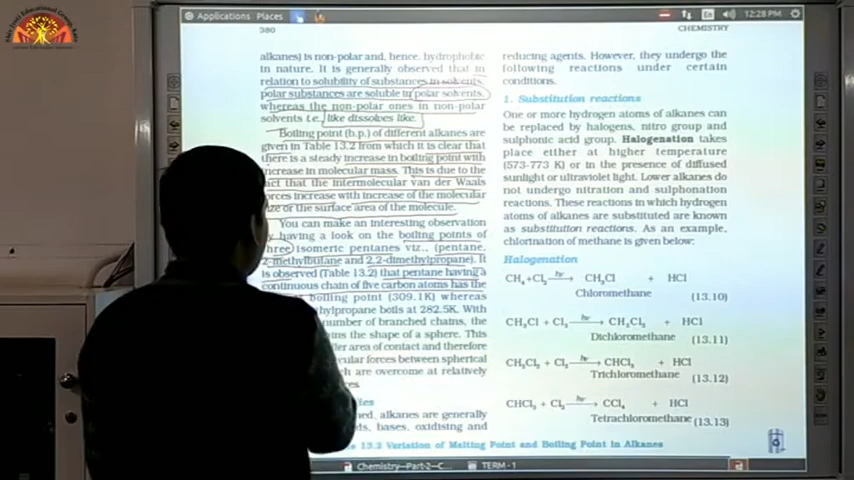 Applications Places
En
12:28 PM
380
CHEMISTRY
alkanes) is non-polar and, hence, hydrophobic
in nature. It is generally observed that in
relation to solubility of substances in solvents,
polar substances are soluble in polar solvents,
whereas the non-polar ones in non-polar
solvents i.e., like dissolves like.
Boiling point (b.p.) of different alkanes are
given in Table 13.2 from which it is clear that
there is a steady increase in boiling point with
increase in molecular mass. This is due to the
fact that the intermolecular van der Waals
forces increase with increase of the molecular
size or the surface area of the molecule.
You can make an interesting observation
by having a look on the boiling points of
three isomeric pentanes viz., (pentane,
2-methylbutane and 2,2-dimethylpropane). It
is observed (Table 13.2) that pentane having a
continuous chain of five carbon atoms has the
boiling point (309.1K) whereas
methylpropane boils at 282.5K. With
number of branched chains, the
the shape of a sphere. This
area of contact and therefore
forces between spherical
are overcome at relatively
alkanes are generally
bases, oxidising and
reducing agents. However, they undergo the
following reactions under certain
conditions.
1. Substitution reactions
One or more hydrogen atoms of alkanes can
be replaced by halogens, nitro group and
sulphonic acid group. Halogenation takes
place either at higher temperature
(573-773 K) or in the presence of diffused
sunlight or ultraviolet light. Lower alkanes do
not undergo nitration and sulphonation
reactions. These reactions in which hydrogen
atoms of alkanes are substituted are known
as substitution reactions. As an example,
chlorination of methane is given below:
Halogenation
CH₄+Cl₂ —hν→ CH₃Cl + HCl
Chloromethane (13.10)
CH₃Cl + Cl₂ —hν→ CH₂Cl₂ + HCl
Dichloromethane (13.11)
CH₂Cl₂ + Cl₂ —hν→ CHCl₃ + HCl
Trichloromethane (13.12)
CHCl₃ + Cl₂ —hν→ CCl₄ + HCl
Tetrachloromethane (13.13)
13.2 Variation of Melting Point and Boiling Point in Alkanes
Chemistry--Part-2--C...
TERM-1